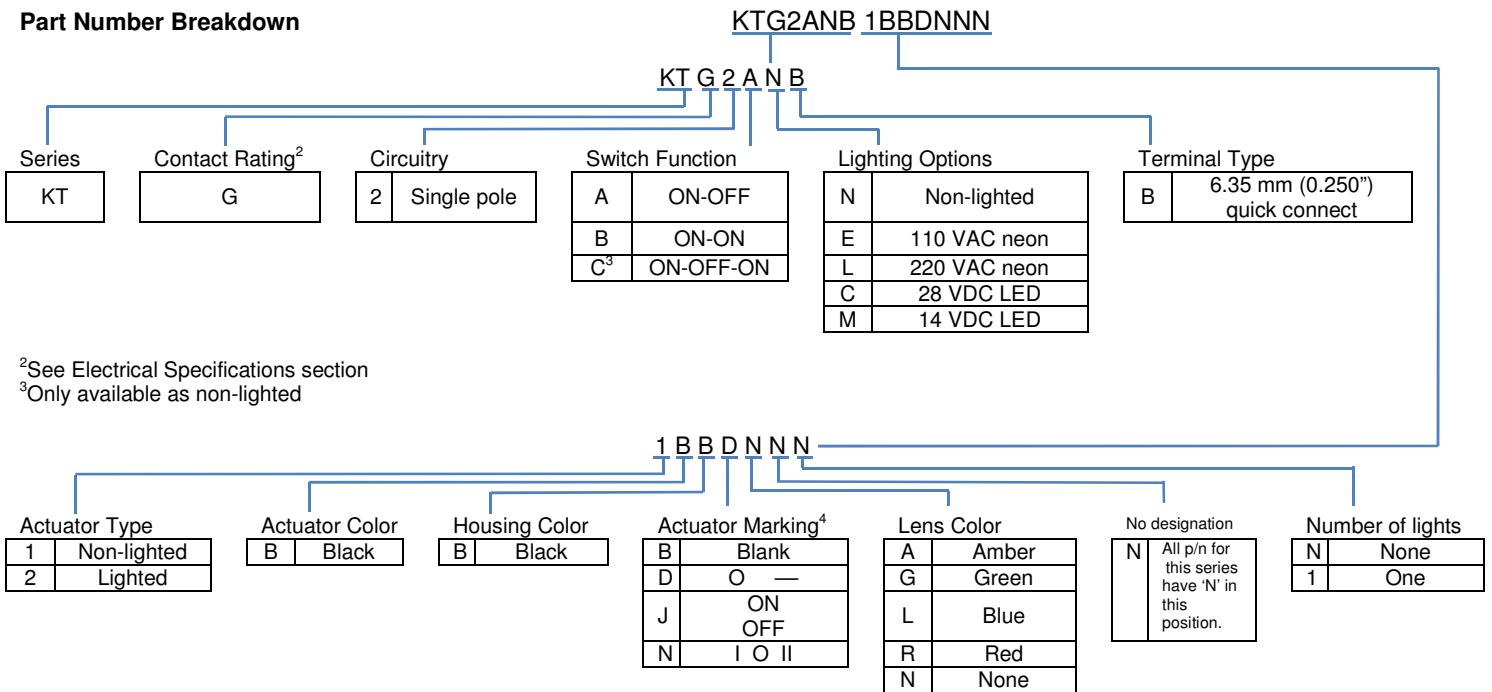 Part Number Breakdown
KTG2ANB 1BBDNNN
KT G 2 A N B
Series
KT
Contact Rating2
G
Circuitry
2 Single pole
Switch Function
A ON-OFF
B ON-ON
C3 ON-OFF-ON
Lighting Options
N Non-lighted
E 110 VAC neon
L 220 VAC neon
C 28 VDC LED
M 14 VDC LED
Terminal Type
B 6.35 mm (0.250”)
quick connect
2See Electrical Specifications section
3Only available as non-lighted
1 B B D N N N
Actuator Type
1 Non-lighted
2 Lighted
Actuator Color
B Black
Housing Color
B Black
Actuator Marking4
B Blank
D O —
J ON
OFF
N I O II
Lens Color
A Amber
G Green
L Blue
R Red
N None
No designation
N All p/n for
this series
have ‘N’ in
this
position.
Number of lights
N None
1 One